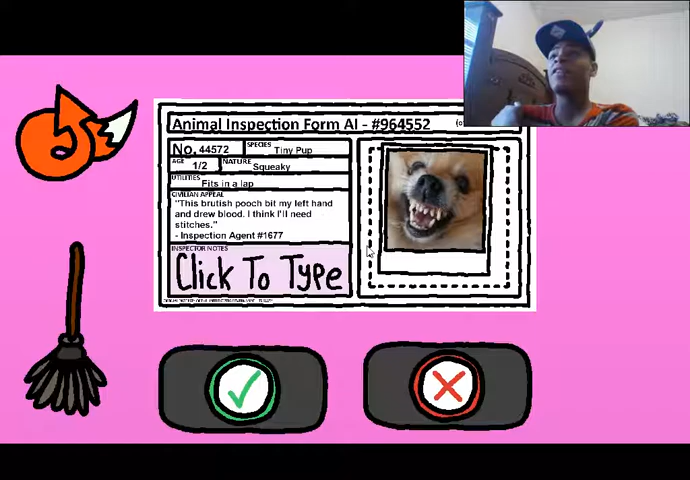 Animal Inspection Form AI - #964552
No. 44572
SPECIES Tiny Pup
AGE 1/2
NATURE Squeaky
UTILITIES Fits in a lap
CIVILIAN APPEAL
"This brutish pooch bit my left hand
and drew blood. I think I'll need
stitches."
- Inspection Agent #1677
INSPECTOR NOTES
Click To Type